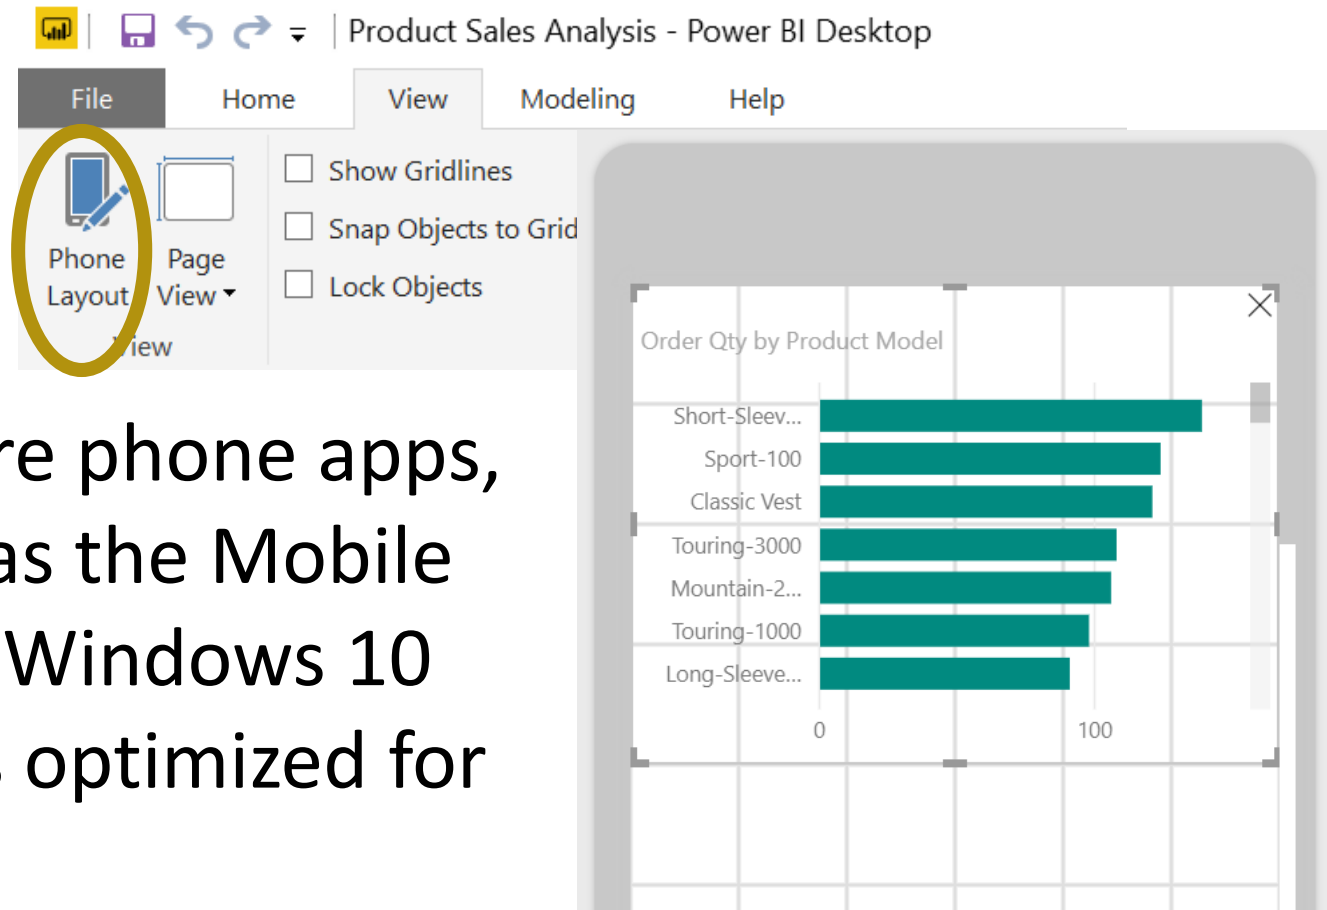 Product Sales Analysis - Power BI Desktop
File Home View Modeling Help
Phone
Layout
Page
View
Show Gridlines
Snap Objects to Grid
Lock Objects
View
re phone apps,
as the Mobile
Windows 10
s optimized for
Order Qty by Product Model
Short-Sleev...
Sport-100
Classic Vest
Touring-3000
Mountain-2...
Touring-1000
Long-Sleeve...
0 100